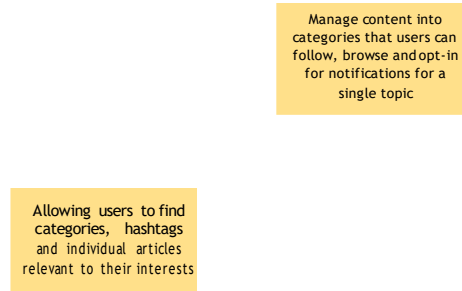 Manage content into
categories that users can
follow, browse and opt-in
for notifications for a
single topic
Allowing users to find
categories, hashtags
and individual articles
relevant to their interests